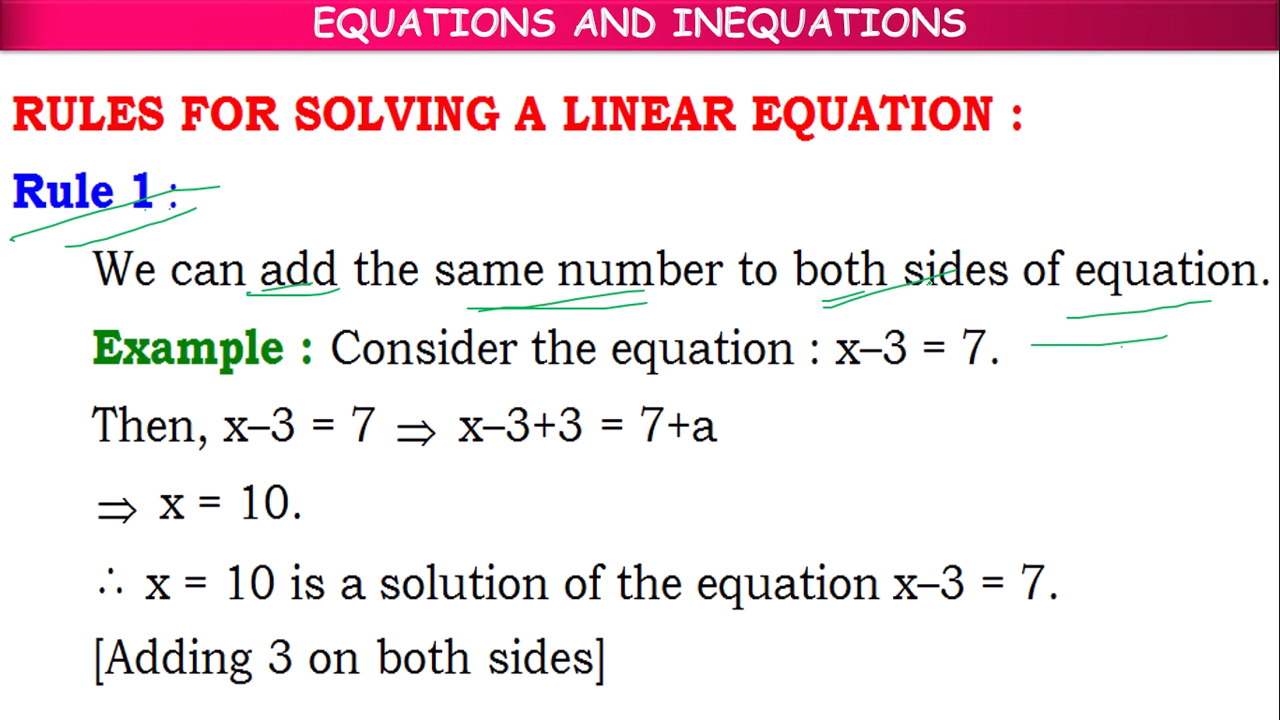 EQUATIONS AND INEQUATIONS
RULES FOR SOLVING A LINEAR EQUATION :
Rule 1 :
We can add the same number to both sides of equation.
Example : Consider the equation : x–3 = 7.
Then, x–3 = 7 ⇒ x–3+3 = 7+a
⇒ x = 10.
∴ x = 10 is a solution of the equation x–3 = 7.
[Adding 3 on both sides]